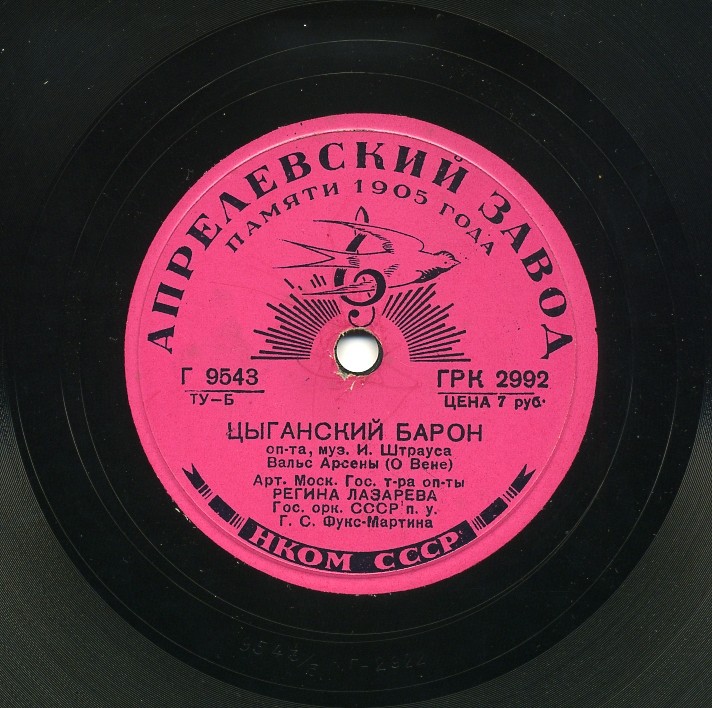 АПРЕЛЕВСКИЙ ЗАВОД
ПАМЯТИ 1905 ГОДА
Г 9543
ТУ-Б
ГРК 2992
ЦЕНА 7 руб.
ЦЫГАНСКИЙ БАРОН
оп-та, муз. И. Штрауса
Вальс Арсены (О Вене)
Арт. Моск. Гос. т-ра оп-ты
РЕГИНА ЛАЗАРЕВА
Гос. орк. СССР п. у.
Г. С. Фукс-Мартина
НКОМ СССР